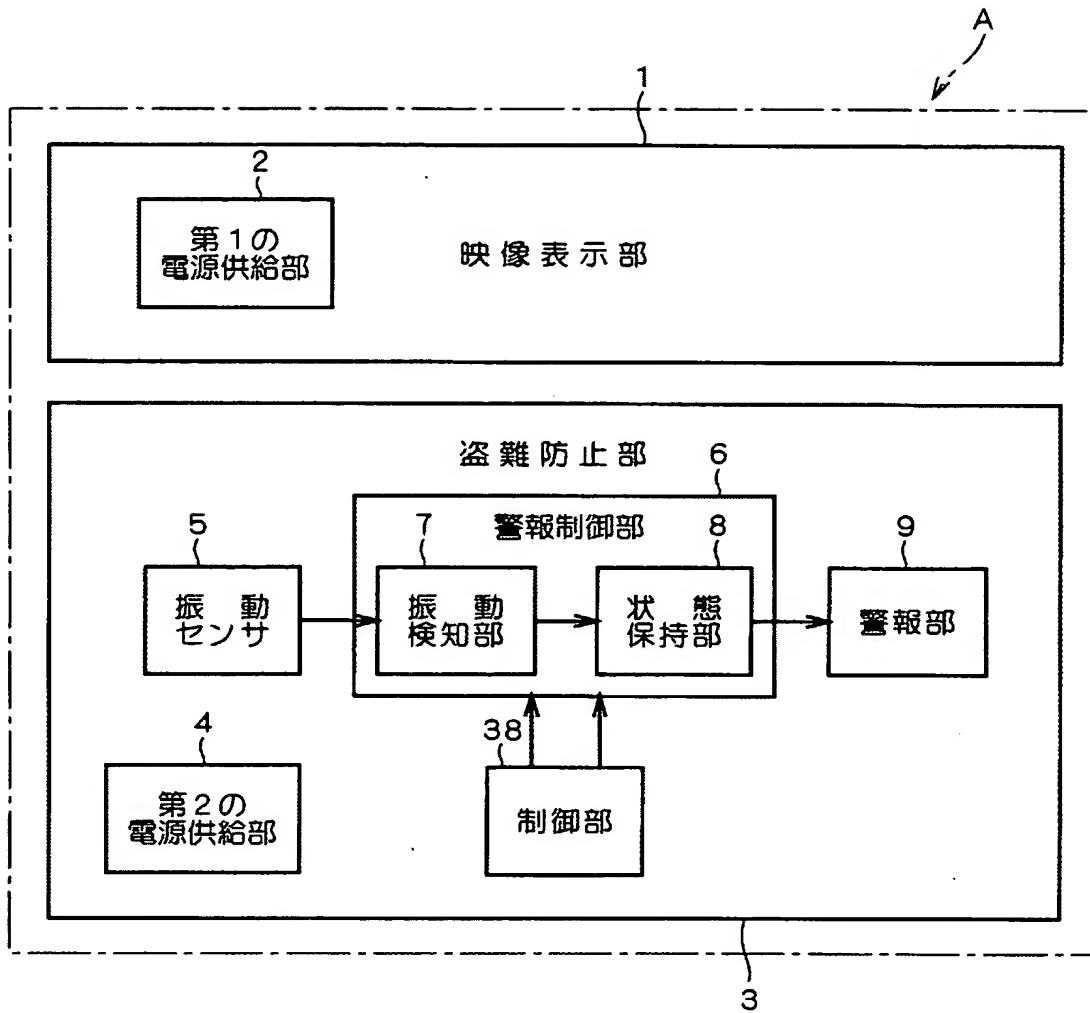 A
1
2
第1の
電源供給部
映像表示部
盗難防止部
6
警報制御部
5
7
8
9
振動
センサ
振動
検知部
状態
保持部
警報部
4
38
第2の
電源供給部
制御部
3